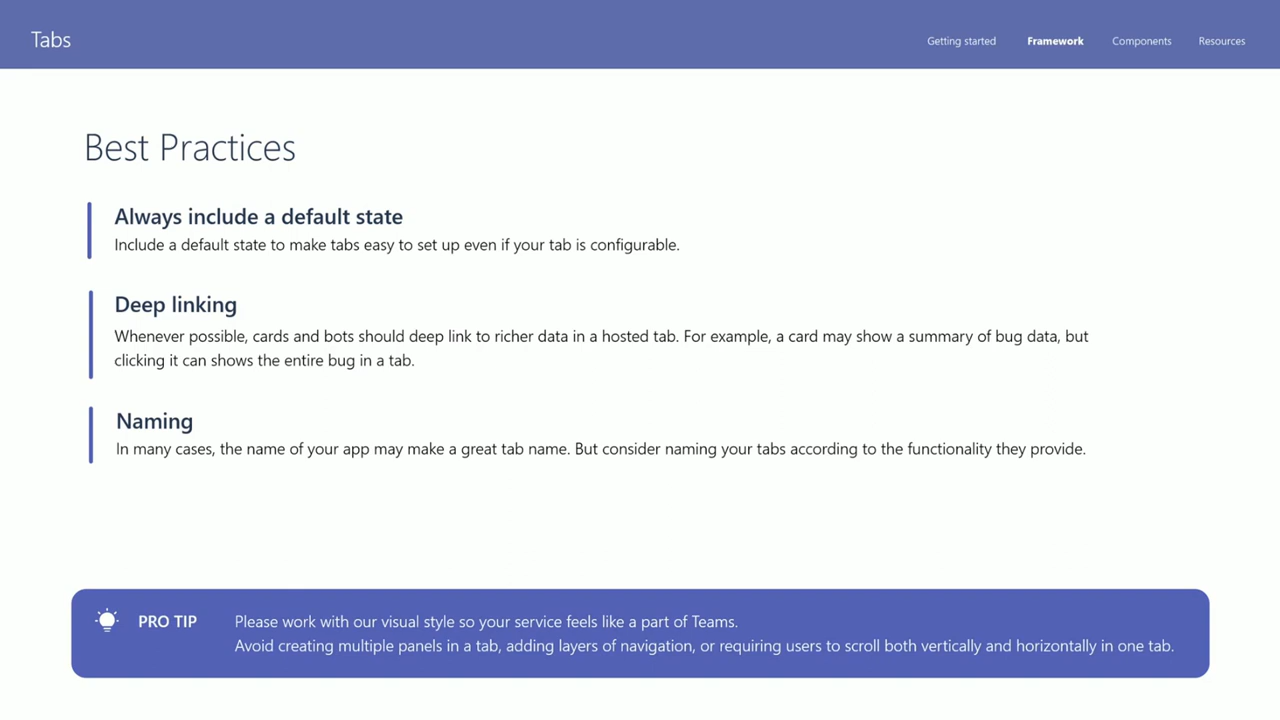 Tabs
Getting started
Framework
Components
Resources
Best Practices
Always include a default state
Include a default state to make tabs easy to set up even if your tab is configurable.
Deep linking
Whenever possible, cards and bots should deep link to richer data in a hosted tab. For example, a card may show a summary of bug data, but
clicking it can shows the entire bug in a tab.
Naming
In many cases, the name of your app may make a great tab name. But consider naming your tabs according to the functionality they provide.
PRO TIP
Please work with our visual style so your service feels like a part of Teams.
Avoid creating multiple panels in a tab, adding layers of navigation, or requiring users to scroll both vertically and horizontally in one tab.